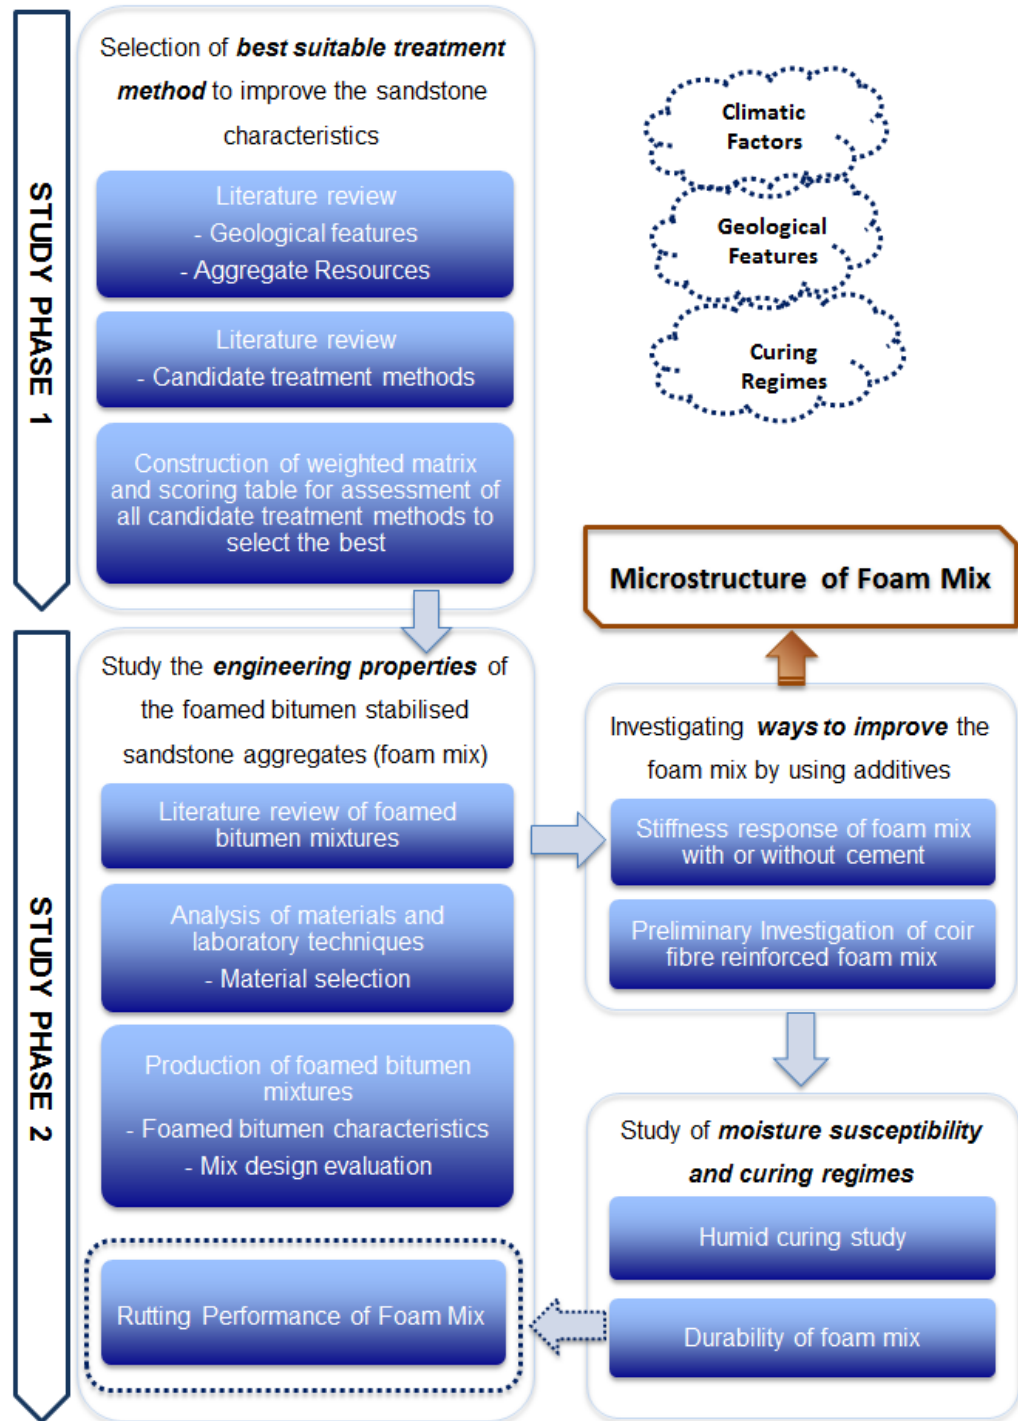 STUDY PHASE 1
Selection of best suitable treatment
method to improve the sandstone
characteristics
Literature review
- Geological features
- Aggregate Resources
Literature review
- Candidate treatment methods
Construction of weighted matrix
and scoring table for assessment of
all candidate treatment methods to
select the best
Climatic
Factors
Geological
Features
Curing
Regimes
STUDY PHASE 2
Study the engineering properties of
the foamed bitumen stabilised
sandstone aggregates (foam mix)
Literature review of foamed
bitumen mixtures
Analysis of materials and
laboratory techniques
- Material selection
Production of foamed bitumen
mixtures
- Foamed bitumen characteristics
- Mix design evaluation
Rutting Performance of Foam Mix
Microstructure of Foam Mix
Investigating ways to improve the
foam mix by using additives
Stiffness response of foam mix
with or without cement
Preliminary Investigation of coir
fibre reinforced foam mix
Study of moisture susceptibility
and curing regimes
Humid curing study
Durability of foam mix